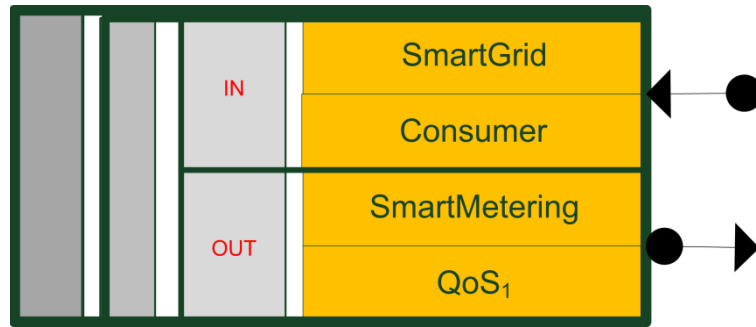 IN
SmartGrid
Consumer
OUT
SmartMetering
QoS₁